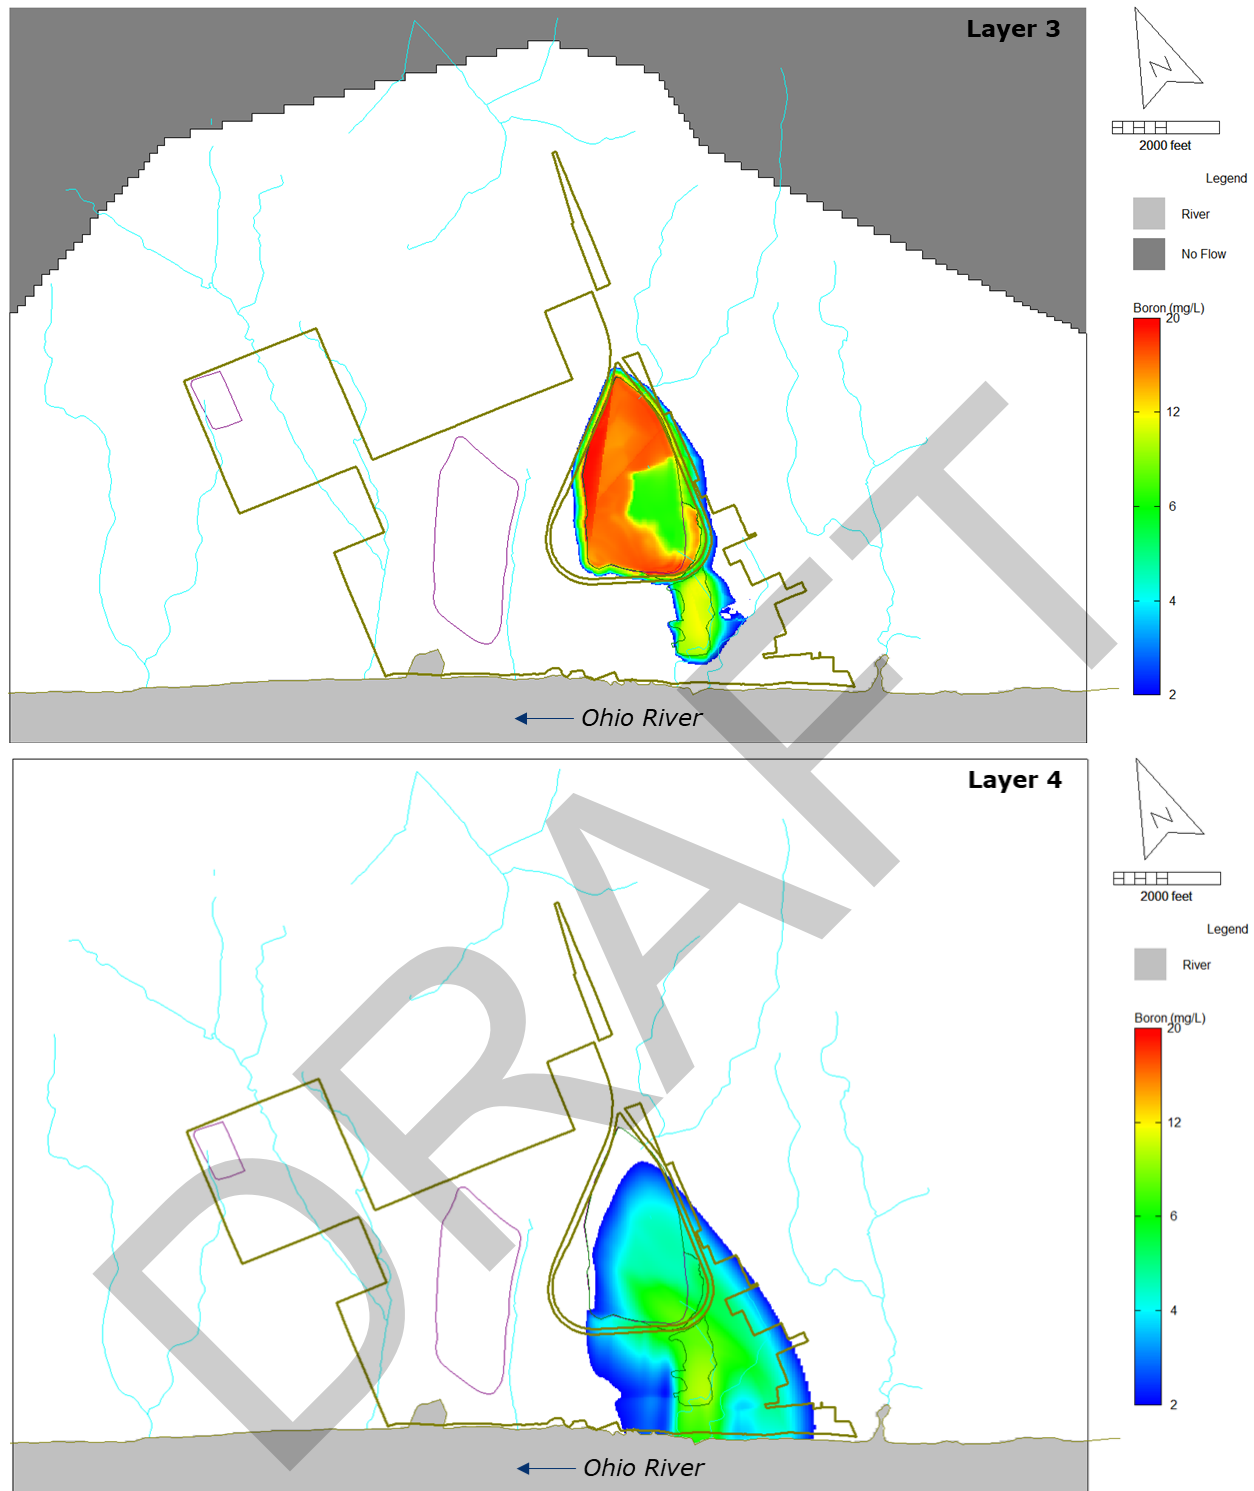 Layer 3
N
2000 feet
Legend
River
No Flow
Boron (mg/L)
20
12
6
4
2
Ohio River
Layer 4
N
2000 feet
Legend
River
Boron (mg/L)
20
12
6
4
2
Ohio River
DRAFT